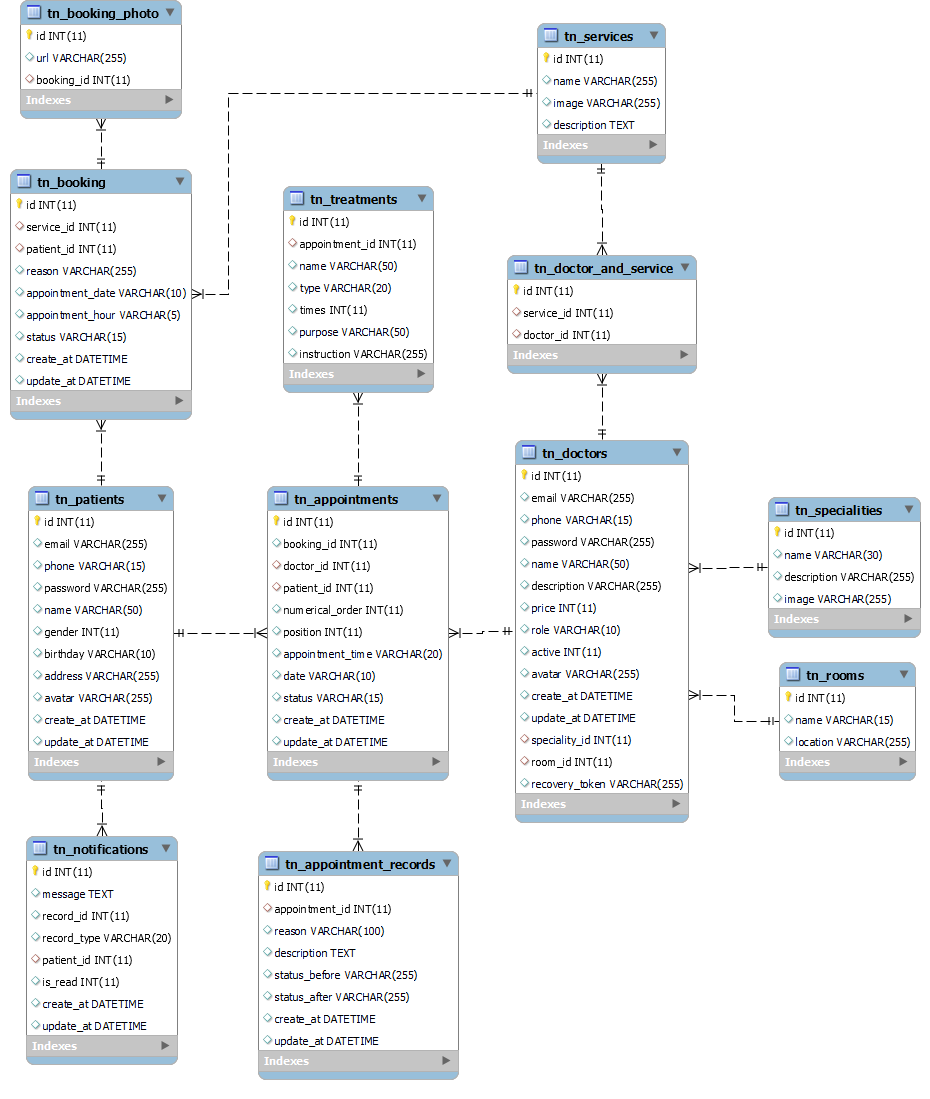 tn_booking_photo
id INT(11)
url VARCHAR(255)
booking_id INT(11)
Indexes
tn_services
id INT(11)
name VARCHAR(255)
image VARCHAR(255)
description TEXT
Indexes
tn_booking
id INT(11)
service_id INT(11)
patient_id INT(11)
reason VARCHAR(255)
appointment_date VARCHAR(10)
appointment_hour VARCHAR(5)
status VARCHAR(15)
create_at DATETIME
update_at DATETIME
Indexes
tn_treatments
id INT(11)
appointment_id INT(11)
name VARCHAR(50)
type VARCHAR(20)
times INT(11)
purpose VARCHAR(50)
instruction VARCHAR(255)
Indexes
tn_doctor_and_service
id INT(11)
service_id INT(11)
doctor_id INT(11)
Indexes
tn_patients
id INT(11)
email VARCHAR(255)
phone VARCHAR(15)
password VARCHAR(255)
name VARCHAR(50)
gender INT(11)
birthday VARCHAR(10)
address VARCHAR(255)
avatar VARCHAR(255)
create_at DATETIME
update_at DATETIME
Indexes
tn_appointments
id INT(11)
booking_id INT(11)
doctor_id INT(11)
patient_id INT(11)
numerical_order INT(11)
position INT(11)
appointment_time VARCHAR(20)
date VARCHAR(10)
status VARCHAR(15)
create_at DATETIME
update_at DATETIME
Indexes
tn_doctors
id INT(11)
email VARCHAR(255)
phone VARCHAR(15)
password VARCHAR(255)
name VARCHAR(50)
description VARCHAR(255)
price INT(11)
role VARCHAR(10)
active INT(11)
avatar VARCHAR(255)
create_at DATETIME
update_at DATETIME
speciality_id INT(11)
room_id INT(11)
recovery_token VARCHAR(255)
Indexes
tn_specialities
id INT(11)
name VARCHAR(30)
description VARCHAR(255)
image VARCHAR(255)
Indexes
tn_rooms
id INT(11)
name VARCHAR(15)
location VARCHAR(255)
Indexes
tn_notifications
id INT(11)
message TEXT
record_id INT(11)
record_type VARCHAR(20)
patient_id INT(11)
is_read INT(11)
create_at DATETIME
update_at DATETIME
Indexes
tn_appointment_records
id INT(11)
appointment_id INT(11)
reason VARCHAR(100)
description TEXT
status_before VARCHAR(255)
status_after VARCHAR(255)
create_at DATETIME
update_at DATETIME
Indexes